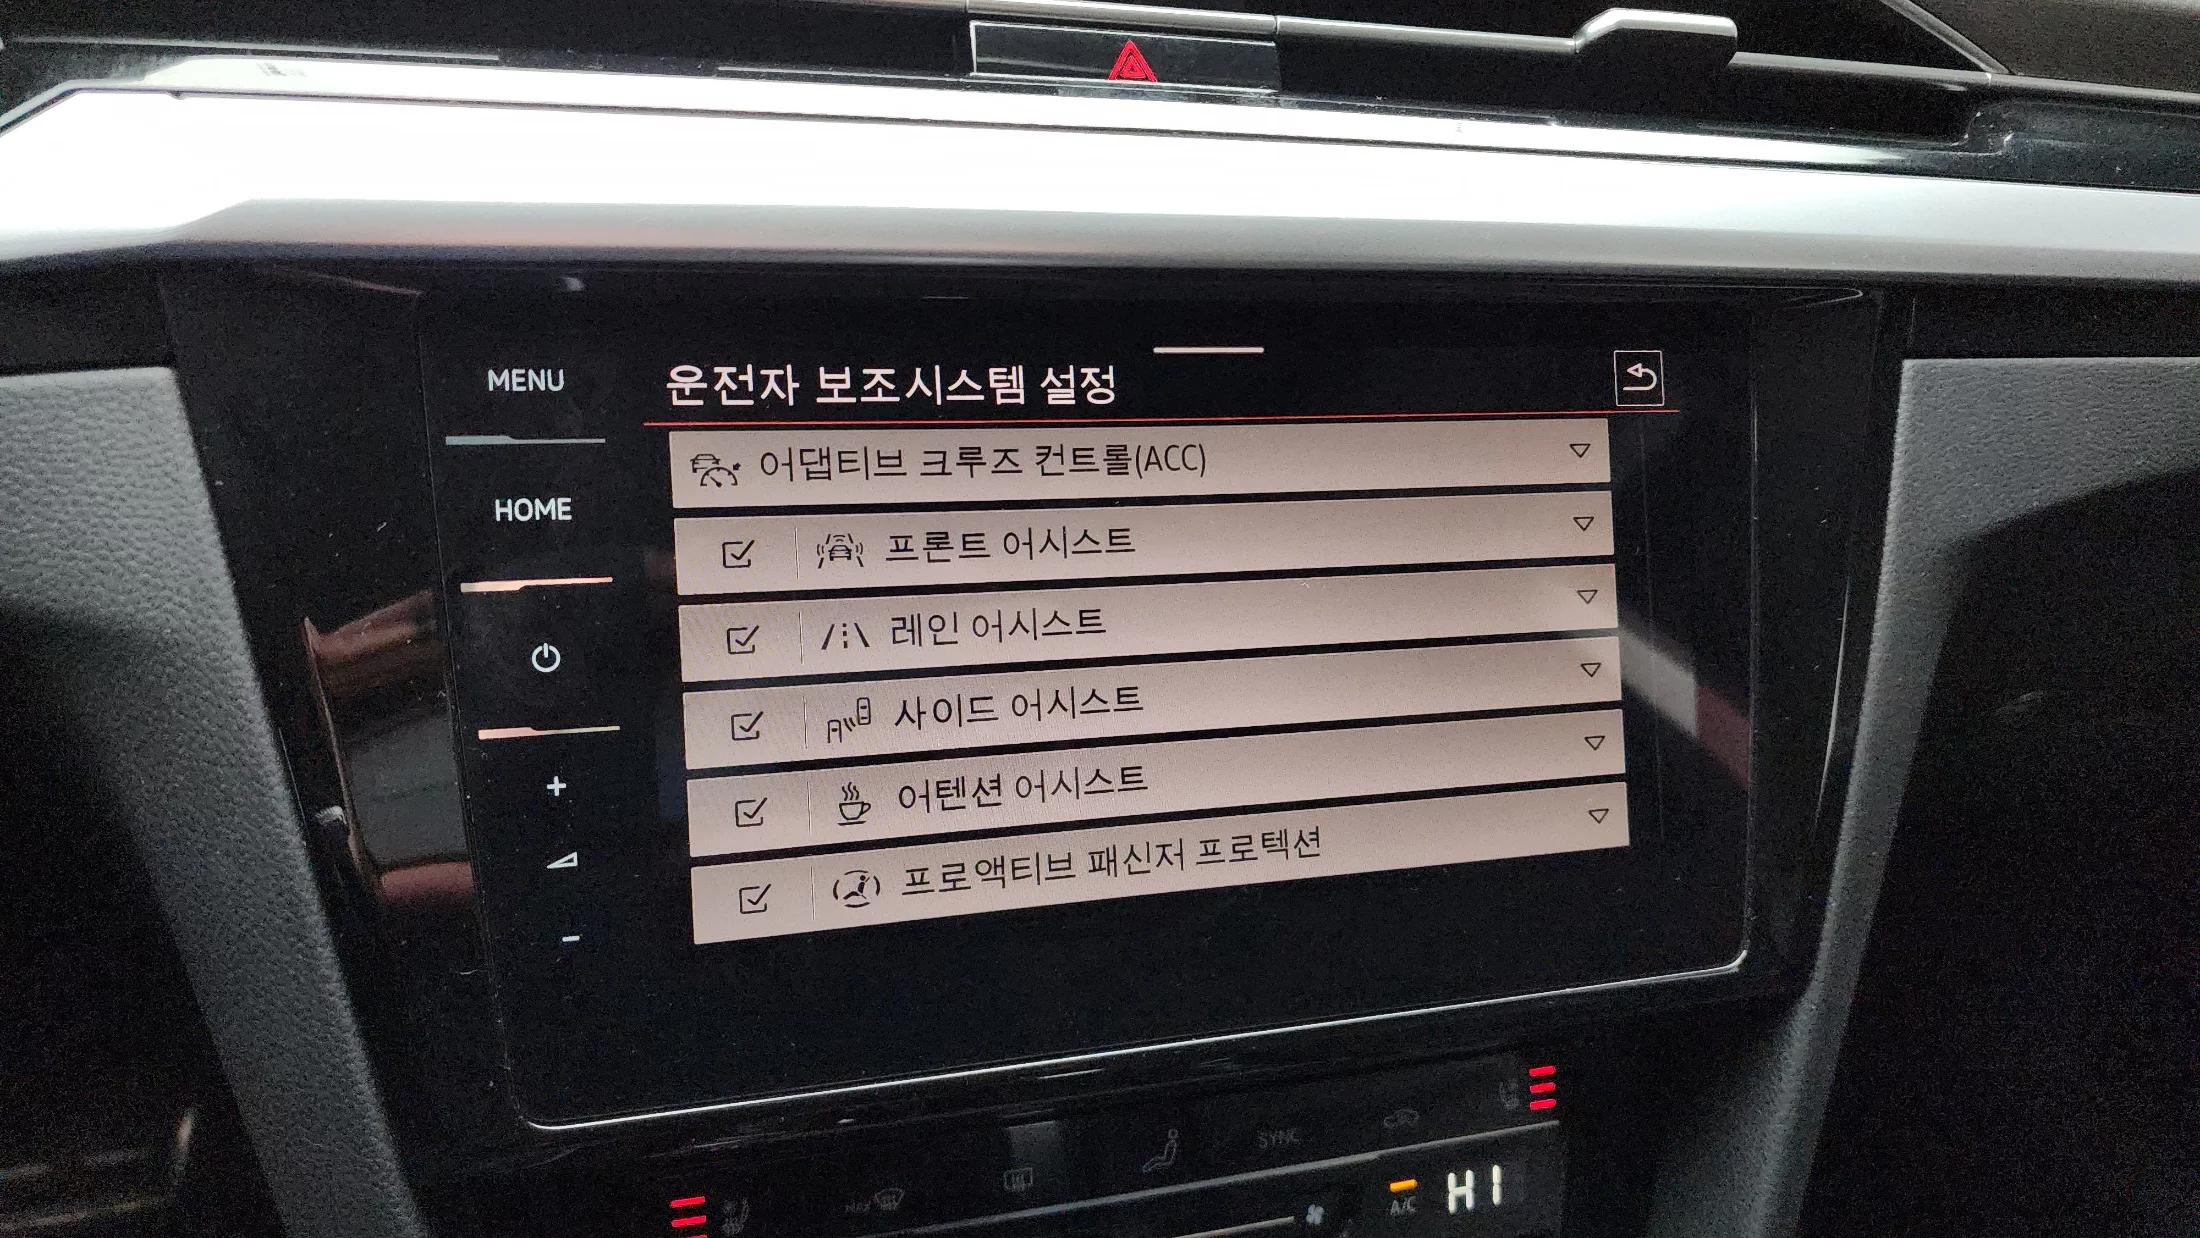 MENU
운전자 보조시스템 설정
어댑티브 크루즈 컨트롤(ACC)
HOME
프론트 어시스트
레인 어시스트
사이드 어시스트
+
어텐션 어시스트
프로액티브 패신저 프로텍션
-
SYNC
MAX
A/C
HI